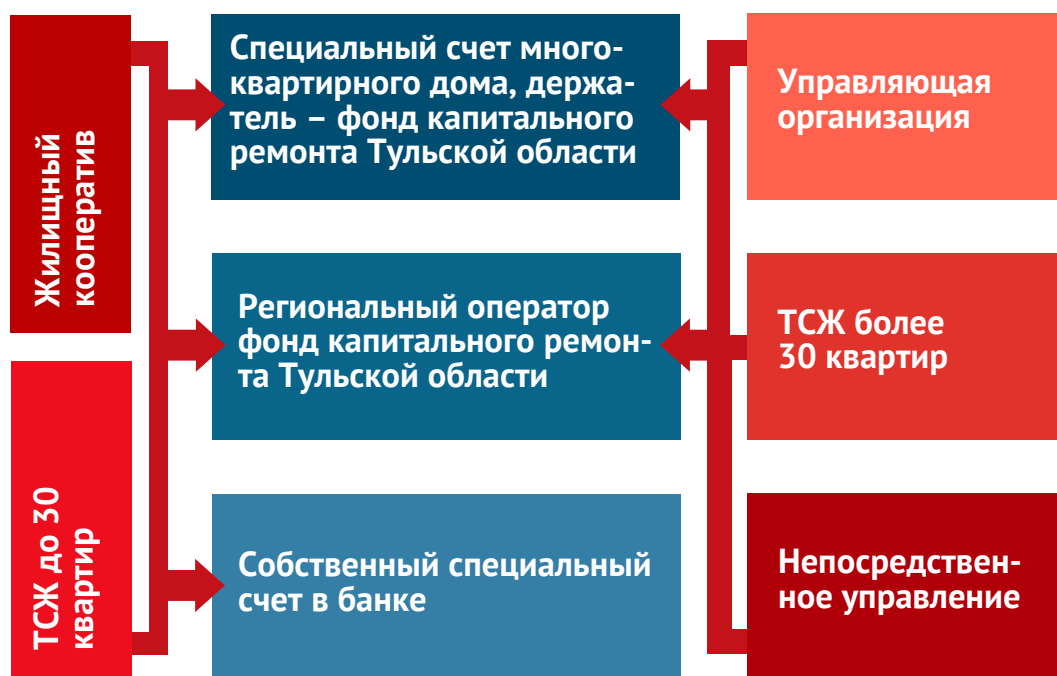 Жилищный
кооператив
ТСЖ до 30
квартир
Специальный счет много-
квартирного дома, держа-
тель – фонд капитального
ремонта Тульской области
Региональный оператор
фонд капитального ремон-
та Тульской области
Собственный специальный
счет в банке
Управляющая
организация
ТСЖ более
30 квартир
Непосредствен-
ное управление